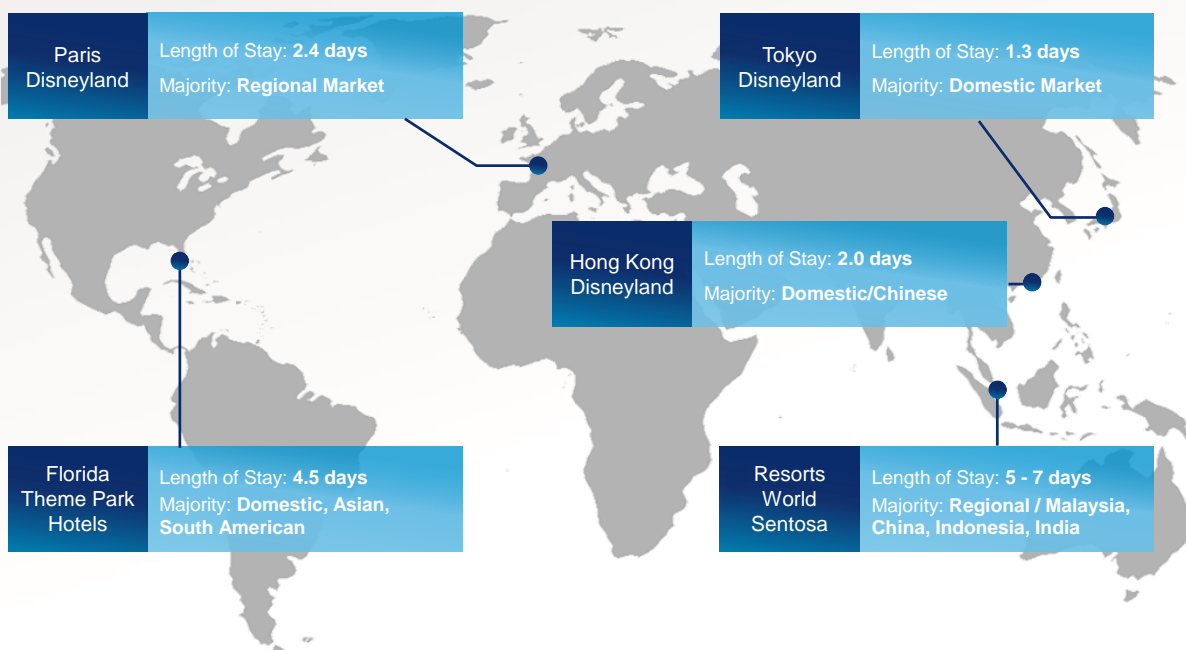 Paris
Disneyland
Length of Stay: 2.4 days
Majority: Regional Market
Tokyo
Disneyland
Length of Stay: 1.3 days
Majority: Domestic Market
Hong Kong
Disneyland
Length of Stay: 2.0 days
Majority: Domestic/Chinese
Florida
Theme Park
Hotels
Length of Stay: 4.5 days
Majority: Domestic, Asian,
South American
Resorts
World
Sentosa
Length of Stay: 5 - 7 days
Majority: Regional / Malaysia,
China, Indonesia, India